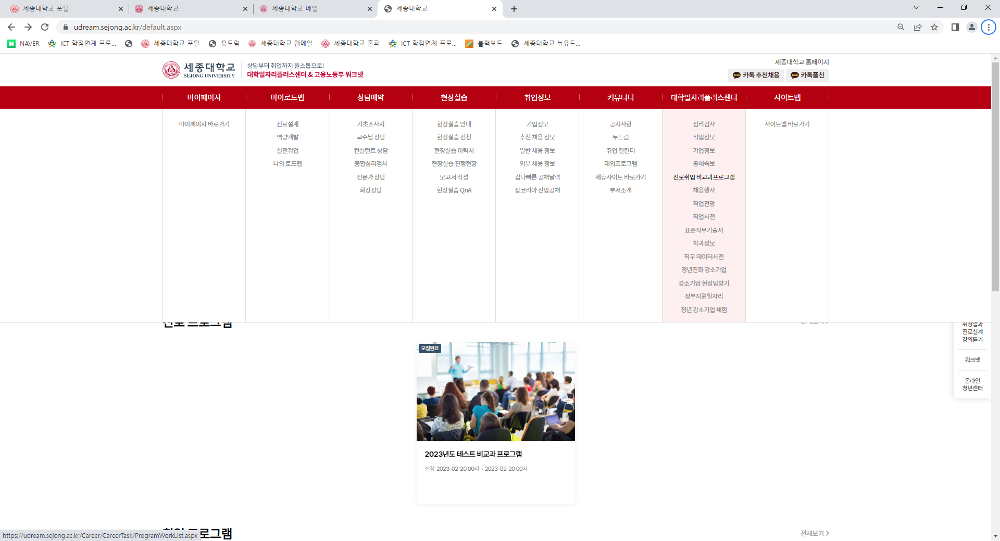 세종대학교 포털
세종대학교
세종대학교 메일
세종대학교
udream.sejong.ac.kr/default.aspx
NAVER
ICT 학점연계 프로...
세종대학교 포털
유드림
세종대학교 웹메일
세종대학교 홈피
ICT 학점연계 프로...
블랙보드
세종대학교 뉴유드...
세종대학교
SEJONG UNIVERSITY
상담부터 취업까지 원스톱으로!
대학일자리플러스센터 & 고용노동부 워크넷
세종대학교 홈페이지
TALK 카톡 추천채용
TALK 카톡플친
마이페이지
마이로드맵
상담예약
현장실습
취업정보
커뮤니티
대학일자리플러스센터
사이트맵
마이페이지 바로가기
진로설계
역량개발
실전취업
나의 로드맵
기초조사지
교수님 상담
컨설턴트 상담
종합심리검사
전문가 상담
화상상담
현장실습 안내
현장실습 신청
현장실습 이력서
현장실습 진행현황
보고서 작성
현장실습 QnA
기업정보
추천 채용 정보
일반 채용 정보
외부 채용 정보
겁나빠른 공채달력
잡코리아 신입공채
공지사항
두드림
취업 캘린더
대외프로그램
제휴사이트 바로가기
부서소개
심리검사
직업정보
기업정보
공채속보
진로취업 비교과프로그램
채용행사
직업전망
직업사전
표준직무기술서
학과정보
직무 데이터사전
청년친화 강소기업
강소기업 현장탐방기
정부지원일자리
청년 강소기업 체험
사이트맵 바로가기
진로 프로그램
전체보기
취창업과
진로설계
강의듣기
워크넷
온라인
청년센터
모집완료
2023년도 테스트 비교과 프로그램
신청 2023-02-20 00시 ~ 2023-02-20 00시
취업 프로그램
전체보기
https://udream.sejong.ac.kr/Career/CareerTask/ProgramWorkList.aspx